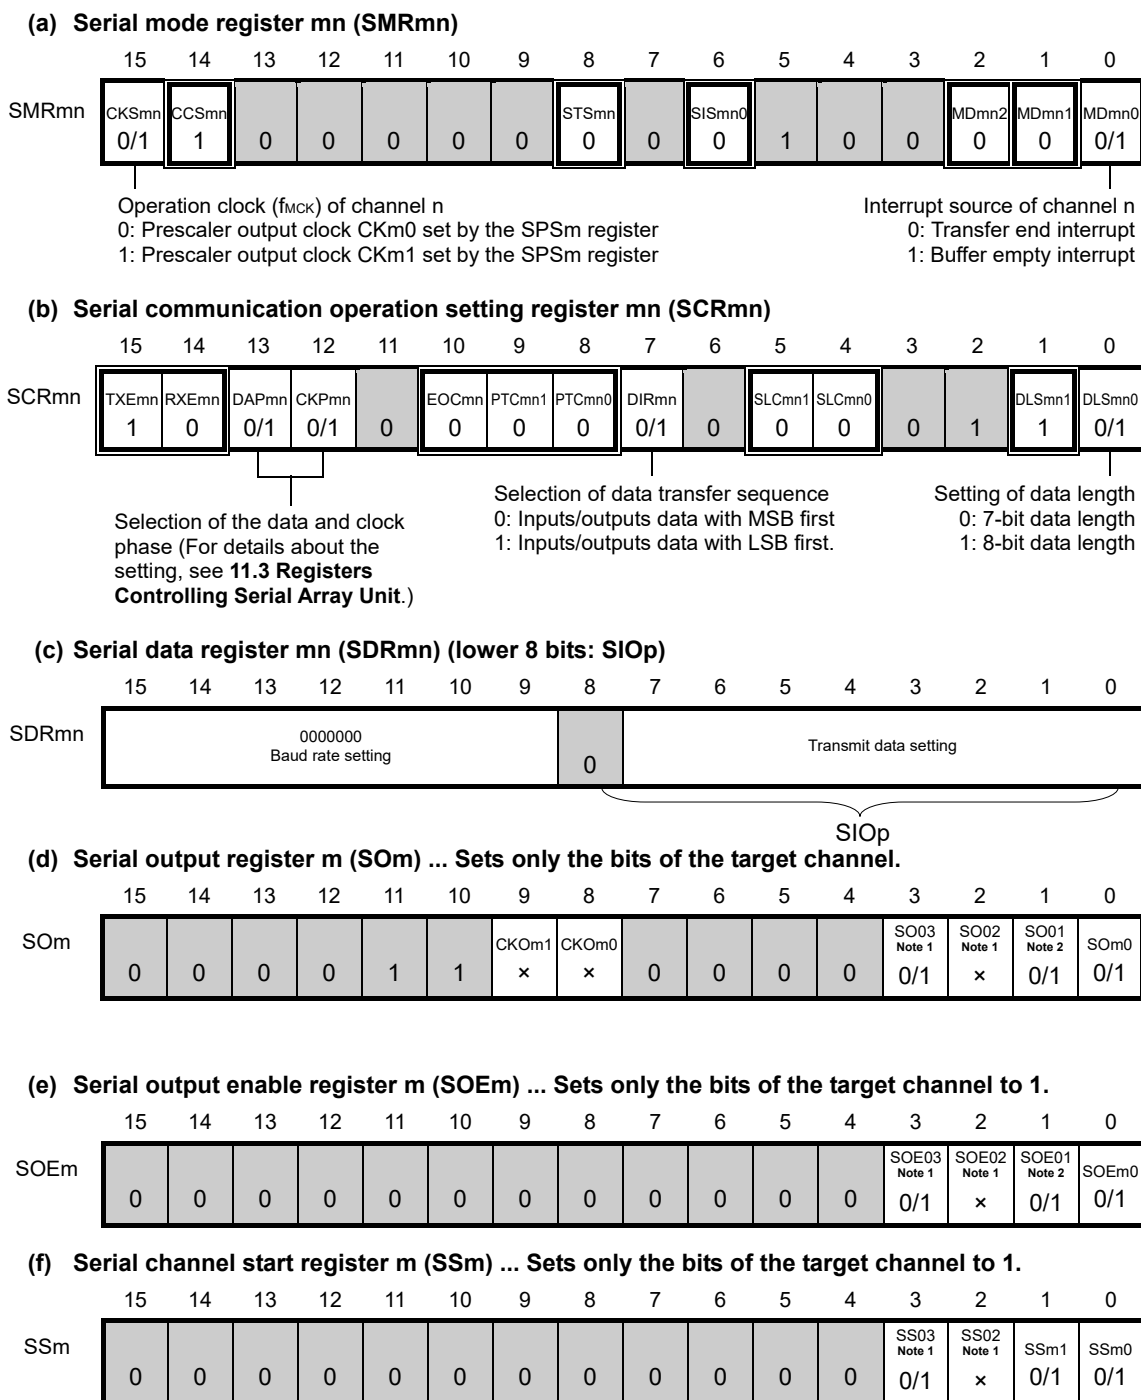 (a) Serial mode register mn (SMRmn)
15 14 13 12 11 10 9 8 7 6 5 4 3 2 1 0
SMRmn CKSmn CCSmn STSmn SISmn0 MDmn2 MDmn1 MDmn0
0/1 1 0 0 0 0 0 0 0 0 1 0 0 0 0 0/1
Operation clock (fMCK) of channel n
0: Prescaler output clock CKm0 set by the SPSm register
1: Prescaler output clock CKm1 set by the SPSm register
Interrupt source of channel n
0: Transfer end interrupt
1: Buffer empty interrupt
(b) Serial communication operation setting register mn (SCRmn)
15 14 13 12 11 10 9 8 7 6 5 4 3 2 1 0
SCRmn TXEmn RXEmn DAPmn CKPmn EOCmn PTCmn1 PTCmn0 DIRmn SLCmn1 SLCmn0 DLSmn1 DLSmn0
1 0 0/1 0/1 0 0 0 0 0/1 0 0 0 0 1 1 0/1
Selection of the data and clock
phase (For details about the
setting, see 11.3 Registers
Controlling Serial Array Unit.)
Selection of data transfer sequence
0: Inputs/outputs data with MSB first
1: Inputs/outputs data with LSB first.
Setting of data length
0: 7-bit data length
1: 8-bit data length
(c) Serial data register mn (SDRmn) (lower 8 bits: SIOp)
15 14 13 12 11 10 9 8 7 6 5 4 3 2 1 0
SDRmn
0000000
Baud rate setting
0
Transmit data setting
SIOp
(d) Serial output register m (SOm) ... Sets only the bits of the target channel.
15 14 13 12 11 10 9 8 7 6 5 4 3 2 1 0
SOm CKOm1 CKOm0 SO03 SO02 SO01 SOm0
Note 1 Note 1 Note 2
0 0 0 0 1 1 × × 0 0 0 0 0/1 × 0/1 0/1
(e) Serial output enable register m (SOEm) ... Sets only the bits of the target channel to 1.
15 14 13 12 11 10 9 8 7 6 5 4 3 2 1 0
SOEm SOE03 SOE02 SOE01 SOEm0
Note 1 Note 1 Note 2
0 0 0 0 0 0 0 0 0 0 0 0 0/1 × 0/1 0/1
(f) Serial channel start register m (SSm) ... Sets only the bits of the target channel to 1.
15 14 13 12 11 10 9 8 7 6 5 4 3 2 1 0
SSm SS03 SS02 SSm1 SSm0
Note 1 Note 1
0 0 0 0 0 0 0 0 0 0 0 0 0/1 × 0/1 0/1